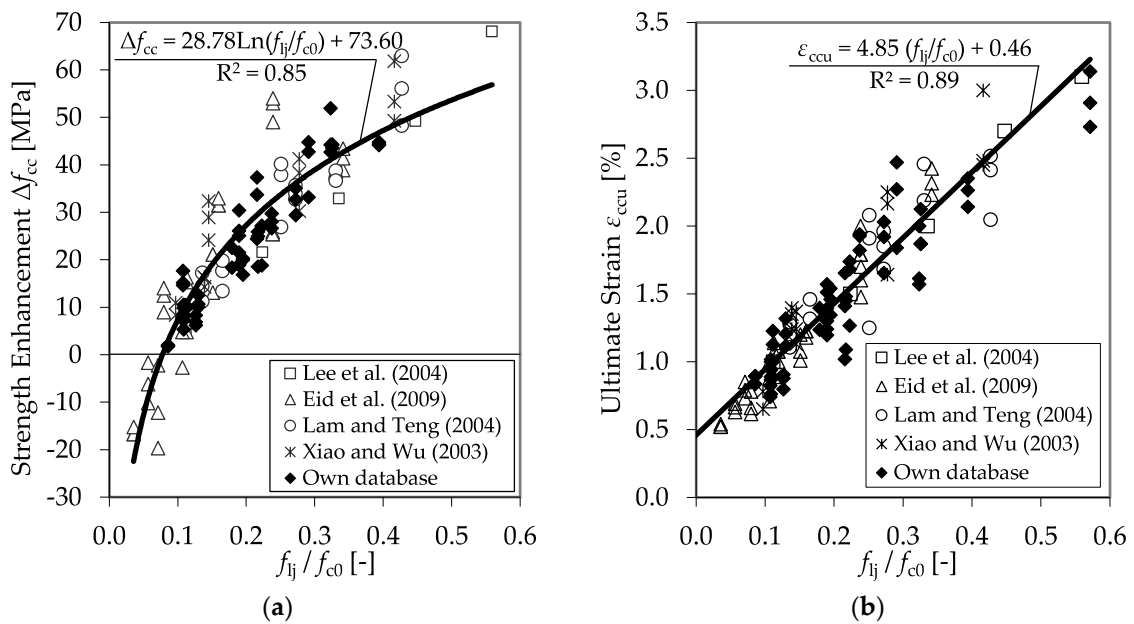 Strength Enhancement Δfcc [MPa]
70
60
50
40
30
20
10
0
-10
-20
-30
Δfcc = 28.78Ln(flj/fc0) + 73.60
R² = 0.85
Lee et al. (2004)
Eid et al. (2009)
Lam and Teng (2004)
Xiao and Wu (2003)
Own database
0.0 0.1 0.2 0.3 0.4 0.5 0.6
flj / fc0 [-]
(a)
Ultimate Strain εccu [%]
3.5
3.0
2.5
2.0
1.5
1.0
0.5
0.0
εccu = 4.85 (flj/fc0) + 0.46
R² = 0.89
Lee et al. (2004)
Eid et al. (2009)
Lam and Teng (2004)
Xiao and Wu (2003)
Own database
0.0 0.1 0.2 0.3 0.4 0.5 0.6
flj / fc0 [-]
(b)